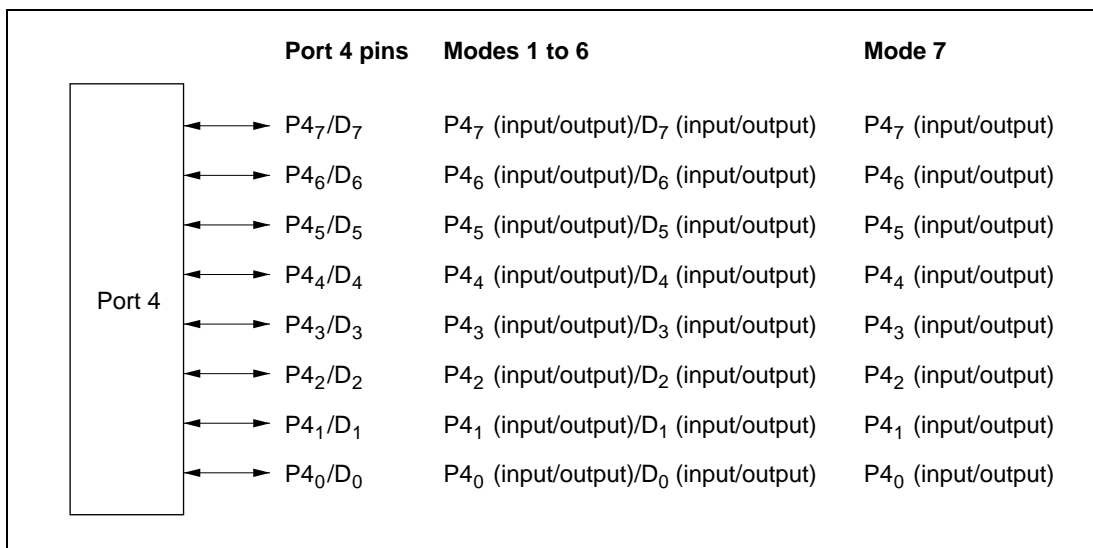 Port 4 pins Modes 1 to 6 Mode 7
P4₇/D₇ P4₇ (input/output)/D₇ (input/output) P4₇ (input/output)
P4₆/D₆ P4₆ (input/output)/D₆ (input/output) P4₆ (input/output)
P4₅/D₅ P4₅ (input/output)/D₅ (input/output) P4₅ (input/output)
P4₄/D₄ P4₄ (input/output)/D₄ (input/output) P4₄ (input/output)
Port 4
P4₃/D₃ P4₃ (input/output)/D₃ (input/output) P4₃ (input/output)
P4₂/D₂ P4₂ (input/output)/D₂ (input/output) P4₂ (input/output)
P4₁/D₁ P4₁ (input/output)/D₁ (input/output) P4₁ (input/output)
P4₀/D₀ P4₀ (input/output)/D₀ (input/output) P4₀ (input/output)